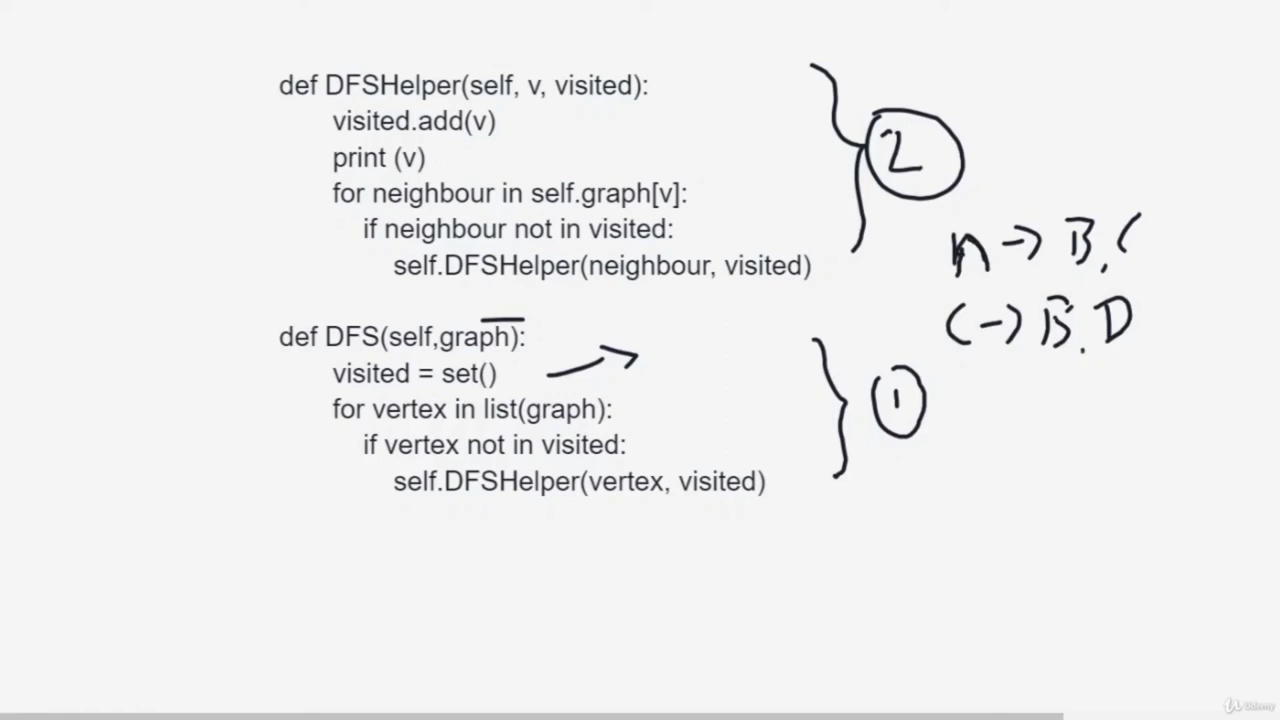 def DFSHelper(self, v, visited):
visited.add(v)
print (v)
for neighbour in self.graph[v]:
if neighbour not in visited:
self.DFSHelper(neighbour, visited)
2
A → B, C
C → B, D
def DFS(self,graph):
visited = set()
for vertex in list(graph):
if vertex not in visited:
self.DFSHelper(vertex, visited)
1
Udemy